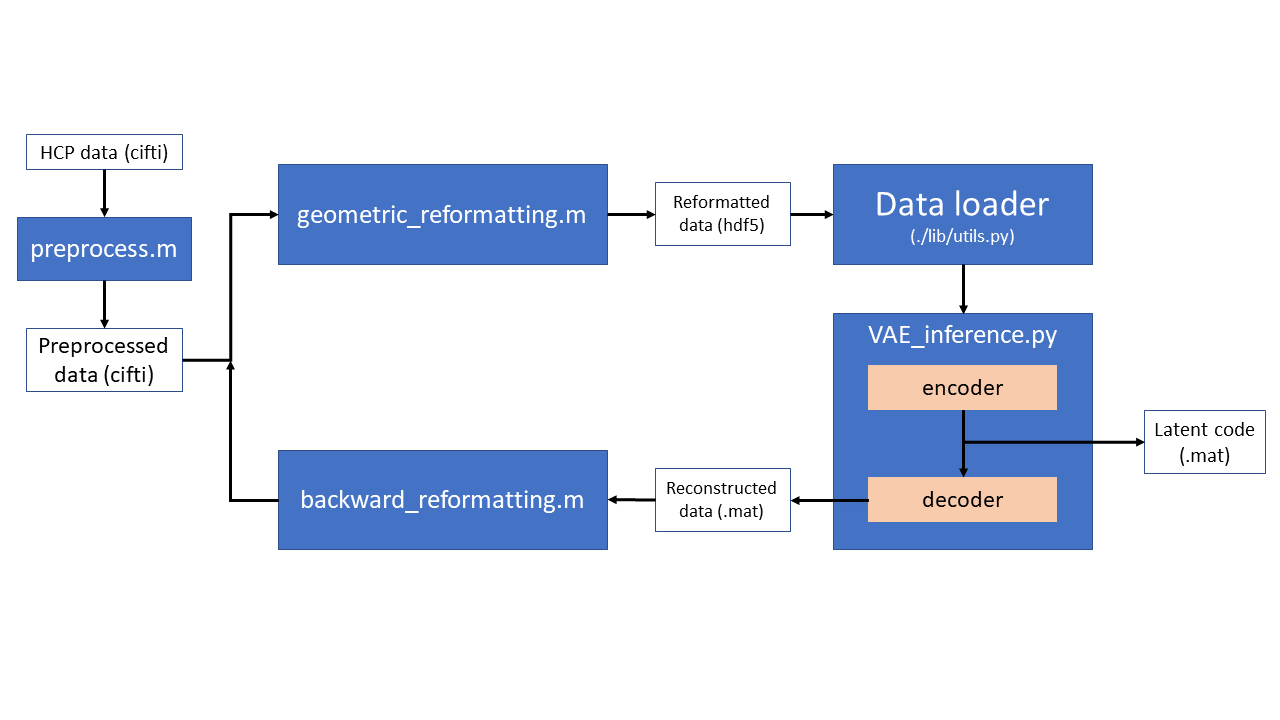 HCP data (cifti)
preprocess.m
Preprocessed
data (cifti)
geometric_reformatting.m
Reformatted
data (hdf5)
Data loader
(./lib/utils.py)
VAE_inference.py
encoder
decoder
Latent code
(.mat)
Reconstructed
data (.mat)
backward_reformatting.m